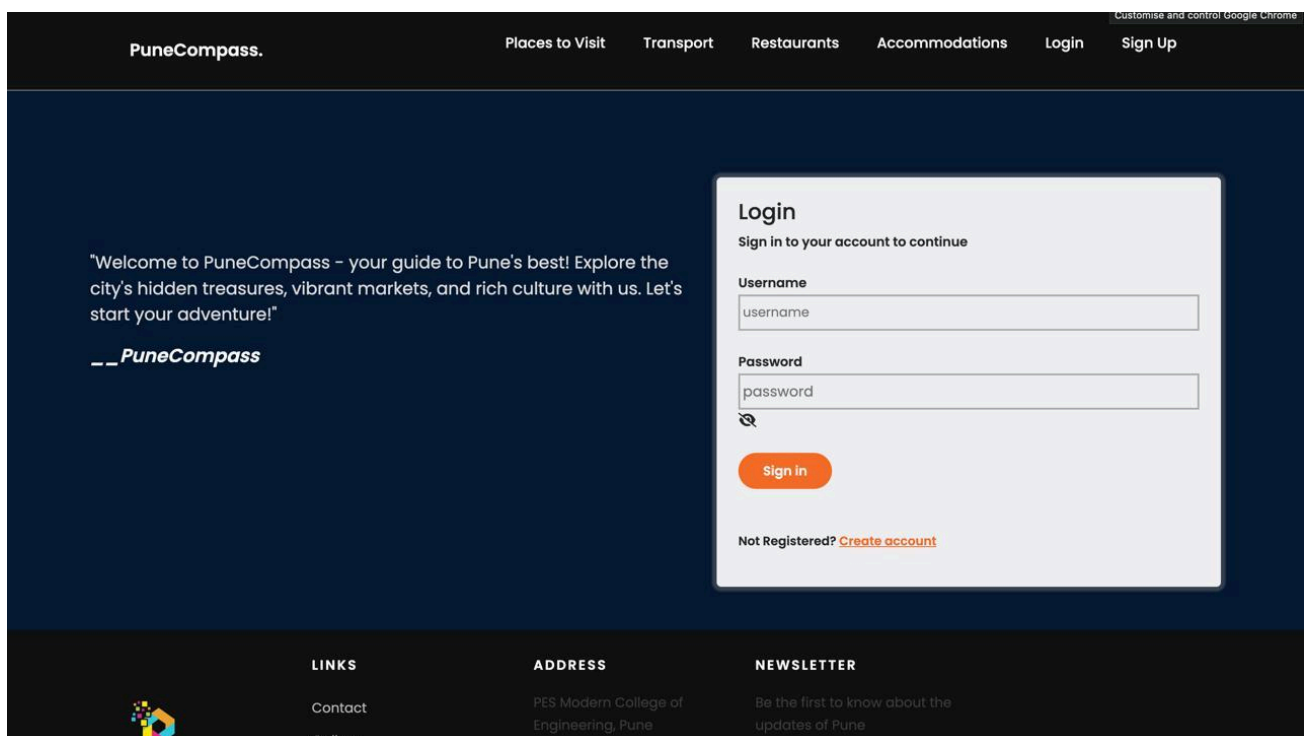 Customise and control Google Chrome
PuneCompass.
Places to Visit Transport Restaurants Accommodations Login Sign Up
"Welcome to PuneCompass - your guide to Pune's best! Explore the
city's hidden treasures, vibrant markets, and rich culture with us. Let's
start your adventure!"
__PuneCompass
Login
Sign in to your account to continue
Username
username
Password
password
Sign in
Not Registered? Create account
LINKS
Contact
ADDRESS
PES Modern College of
Engineering, Pune
NEWSLETTER
Be the first to know about the
updates of Pune